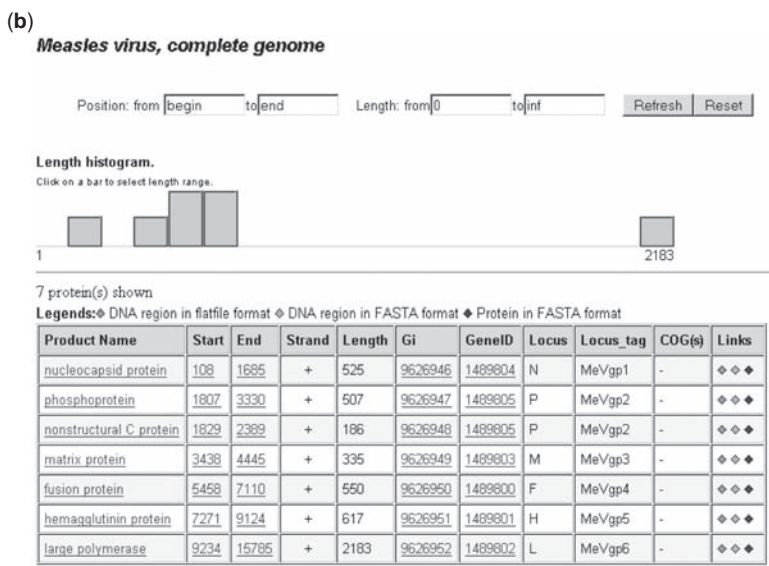 (b)
Measles virus, complete genome
Position: from begin to end Length: from 0 to inf Refresh Reset
Length histogram.
Click on a bar to select length range.
1 2183
7 protein(s) shown
Legends: DNA region in flatfile format DNA region in FASTA format Protein in FASTA format
Product Name Start End Strand Length Gi GeneID Locus Locus_tag COG(s) Links
nucleocapsid protein 108 1685 + 525 9626946 1489804 N MeVgp1 -
phosphoprotein 1807 3330 + 507 9626947 1489805 P MeVgp2 -
nonstructural C protein 1829 2389 + 186 9626948 1489805 P MeVgp2 -
matrix protein 3438 4445 + 335 9626949 1489803 M MeVgp3 -
fusion protein 5458 7110 + 550 9626950 1489800 F MeVgp4 -
hemagglutinin protein 7271 9124 + 617 9626951 1489801 H MeVgp5 -
large polymerase 9234 15785 + 2183 9626952 1489802 L MeVgp6 -